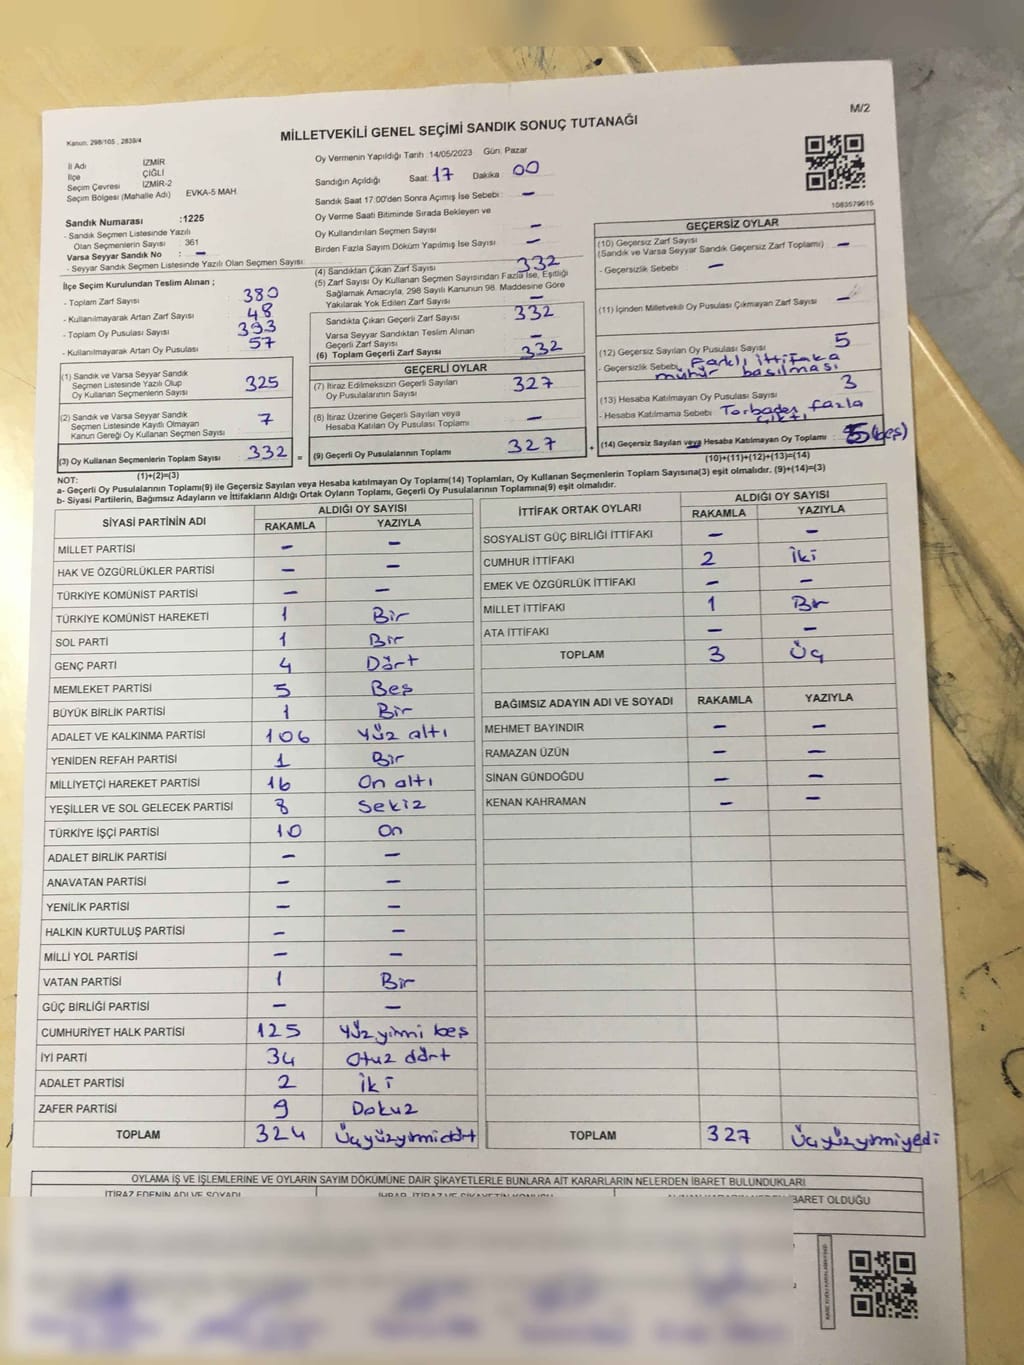 M/2
Kanun: 298/105 , 2839/4
MİLLETVEKİLİ GENEL SEÇİMİ SANDIK SONUÇ TUTANAĞI
İl Adı İZMİR
İlçe ÇİĞLİ
Seçim Çevresi İZMİR-2
Seçim Bölgesi (Mahalle Adı) EVKA-5 MAH
Sandık Numarası :1225
- Sandık Seçmen Listesinde Yazılı
Olan Seçmenlerin Sayısı : 361
Varsa Seyyar Sandık No : –
- Seyyar Sandık Seçmen Listesinde Yazılı Olan Seçmen Sayısı:
Oy Vermenin Yapıldığı Tarih :14/05/2023 Gün: Pazar
Sandığın Açıldığı Saat: 17 Dakika: 00
Sandık Saat 17:00'den Sonra Açımış İse Sebebi : –
Oy Verme Saati Bitiminde Sırada Bekleyen ve
Oy Kullandırılan Seçmen Sayısı –
Birden Fazla Sayım Döküm Yapılmış İse Sayısı –
1083579615
İlçe Seçim Kurulundan Teslim Alınan ;
- Toplam Zarf Sayısı : 380
- Kullanılmayarak Artan Zarf Sayısı : 48
- Toplam Oy Pusulası Sayısı : 393
- Kullanılmayarak Artan Oy Pusulası : 57
(4) Sandıktan Çıkan Zarf Sayısı 332
(5) Zarf Sayısı Oy Kullanan Seçmen Sayısından Fazla İse, Eşitliği
Sağlamak Amacıyla, 298 Sayılı Kanunun 98. Maddesine Göre
Yakılarak Yok Edilen Zarf Sayısı: –
Sandıkta Çıkan Geçerli Zarf Sayısı : 332
Varsa Seyyar Sandıktan Teslim Alınan
Geçerli Zarf Sayısı : –
(6) Toplam Geçerli Zarf Sayısı : 332
GEÇERSİZ OYLAR
(10) Geçersiz Zarf Sayısı
(Sandık ve Varsa Seyyar Sandık Geçersiz Zarf Toplamı) : –
- Geçersizlik Sebebi : –
(11) İçinden Milletvekili Oy Pusulası Çıkmayan Zarf Sayısı : –
(12) Geçersiz Sayılan Oy Pusulası Sayısı : 5
- Geçersizlik Sebebi : Farklı ittifaka
mühür basılması
(13) Hesaba Katılmayan Oy Pusulası Sayısı : 3
- Hesaba Katılmama Sebebi : Torbadan fazla
çıktı
(14) Geçersiz Sayılan veya Hesaba Katılmayan Oy Toplamı : 5 (beş)
(10)+(11)+(12)+(13)=(14)
(1) Sandık ve Varsa Seyyar Sandık
Seçmen Listesinde Yazılı Olup
Oy Kullanan Seçmen Sayısı : 325
(2) Sandık ve Varsa Seyyar Sandık
Seçmen Listesinde Kayıtlı Olmayan
Kanun Gereği Oy Kullanan Seçmen Sayısı : 7
(3) Oy Kullanan Seçmenlerin Toplam Sayısı : 332 =
(1)+(2)=(3)
GEÇERLİ OYLAR
(7) İtiraz Edilmeksizin Geçerli Sayılan
Oy Pusulalarının Sayısı : 327
(8) İtiraz Üzerine Geçerli Sayılan veya
Hesaba Katılan Oy Pusulası Toplamı : –
(9) Geçerli Oy Pusulalarının Toplamı : 327 +
NOT:
a- Geçerli Oy Pusulalarının Toplamı(9) ile Geçersiz Sayılan veya Hesaba katılmayan Oy Toplamı(14) Toplamları, Oy Kullanan Seçmenlerin Toplam Sayısına(3) eşit olmalıdır. (9)+(14)=(3)
b- Siyasi Partilerin, Bağımsız Adayların ve İttifakların Aldığı Ortak Oyların Toplamı, Geçerli Oy Pusulalarının Toplamına(9) eşit olmalıdır.
SİYASİ PARTİNİN ADI ALDIĞI OY SAYISI
RAKAMLA YAZIYLA
MİLLET PARTİSİ – –
HAK VE ÖZGÜRLÜKLER PARTİSİ – –
TÜRKİYE KOMÜNİST PARTİSİ – –
TÜRKİYE KOMÜNİST HAREKETİ 1 Bir
SOL PARTİ 1 Bir
GENÇ PARTİ 4 Dört
MEMLEKET PARTİSİ 5 Beş
BÜYÜK BİRLİK PARTİSİ 1 Bir
ADALET VE KALKINMA PARTİSİ 106 Yüz altı
YENİDEN REFAH PARTİSİ 1 Bir
MİLLİYETÇİ HAREKET PARTİSİ 16 On altı
YEŞİLLER VE SOL GELECEK PARTİSİ 8 Sekiz
TÜRKİYE İŞÇİ PARTİSİ 10 On
ADALET BİRLİK PARTİSİ – –
ANAVATAN PARTİSİ – –
YENİLİK PARTİSİ – –
HALKIN KURTULUŞ PARTİSİ – –
MİLLİ YOL PARTİSİ – –
VATAN PARTİSİ 1 Bir
GÜÇ BİRLİĞİ PARTİSİ – –
CUMHURİYET HALK PARTİSİ 125 Yüz yirmi beş
İYİ PARTİ 34 Otuz dört
ADALET PARTİSİ 2 İki
ZAFER PARTİSİ 9 Dokuz
TOPLAM 324 Üçyüzyirmidört
İTTİFAK ORTAK OYLARI ALDIĞI OY SAYISI
RAKAMLA YAZIYLA
SOSYALİST GÜÇ BİRLİĞİ İTTİFAKI – –
CUMHUR İTTİFAKI 2 İki
EMEK VE ÖZGÜRLÜK İTTİFAKI – –
MİLLET İTTİFAKI 1 Bir
ATA İTTİFAKI – –
TOPLAM 3 Üç
BAĞIMSIZ ADAYIN ADI VE SOYADI RAKAMLA YAZIYLA
MEHMET BAYINDIR – –
RAMAZAN ÜZÜN – –
SİNAN GÜNDOĞDU – –
KENAN KAHRAMAN – –
TOPLAM 327 Üçyüzyirmiyedi
OYLAMA İŞ VE İŞLEMLERİNE VE OYLARIN SAYIM DÖKÜMÜNE DAİR ŞİKAYETLERLE BUNLARA AİT KARARLARIN NELERDEN İBARET BULUNDUKLARI
İTİRAZ EDENİN ADI VE SOYADI
BARET OLDUĞU